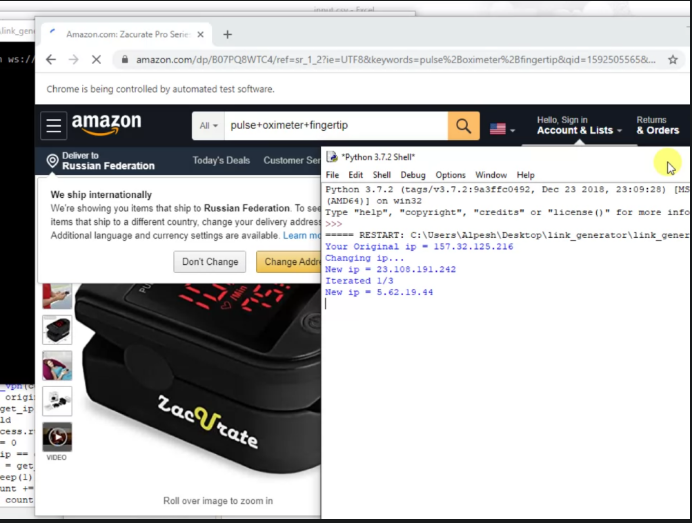 input.csv - Excel
link_gen
Amazon.com: Zacurate Pro Series
ws://
amazon.com/dp/B07PQ8WTC4/ref=sr_1_2?ie=UTF8&keywords=pulse%2Boximeter%2Bfingertip&qid=1592505565&...
Chrome is being controlled by automated test software.
amazon
All
pulse+oximeter+fingertip
Hello, Sign in
Account & Lists
Returns
& Orders
Deliver to
Russian Federation
Today's Deals Customer Ser
We ship internationally
We're showing you items that ship to Russian Federation. To see
items that ship to a different country, change your delivery address
Additional language and currency settings are available. Learn mo
Don't Change
Change Addre
*Python 3.7.2 Shell*
File Edit Shell Debug Options Window Help
Python 3.7.2 (tags/v3.7.2:9a3ffc0492, Dec 23 2018, 23:09:28) [MS
(AMD64)] on win32
Type "help", "copyright", "credits" or "license()" for more info
>>>
===== RESTART: C:\Users\Alpesh\Desktop\link_generator\link_gener
Your Original ip = 157.32.125.216
Changing ip...
New ip = 23.108.191.242
Iterated 1/3
New ip = 5.62.19.44
Zacurate
VIDEO
Roll over image to zoom in
_vpn(
origi
get_ip
ld
cess.r
= 0
ip ==
= get
eep(1)
unt +=
count